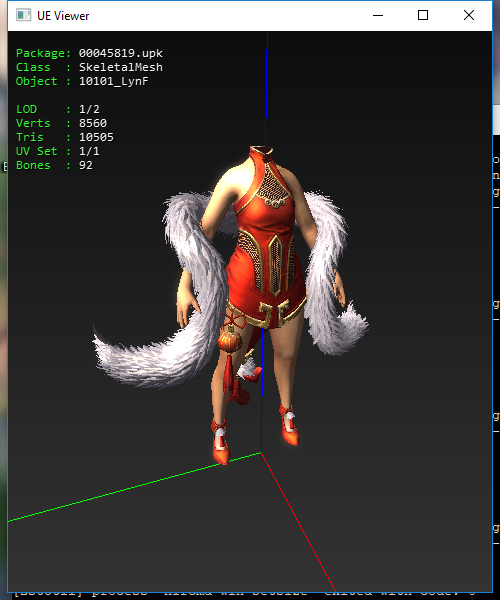 UE Viewer
Package: 00045819.upk
Class : SkeletalMesh
Object : 10101_LynF
LOD : 1/2
Verts : 8560
Tris : 10505
UV Set : 1/1
Bones : 92